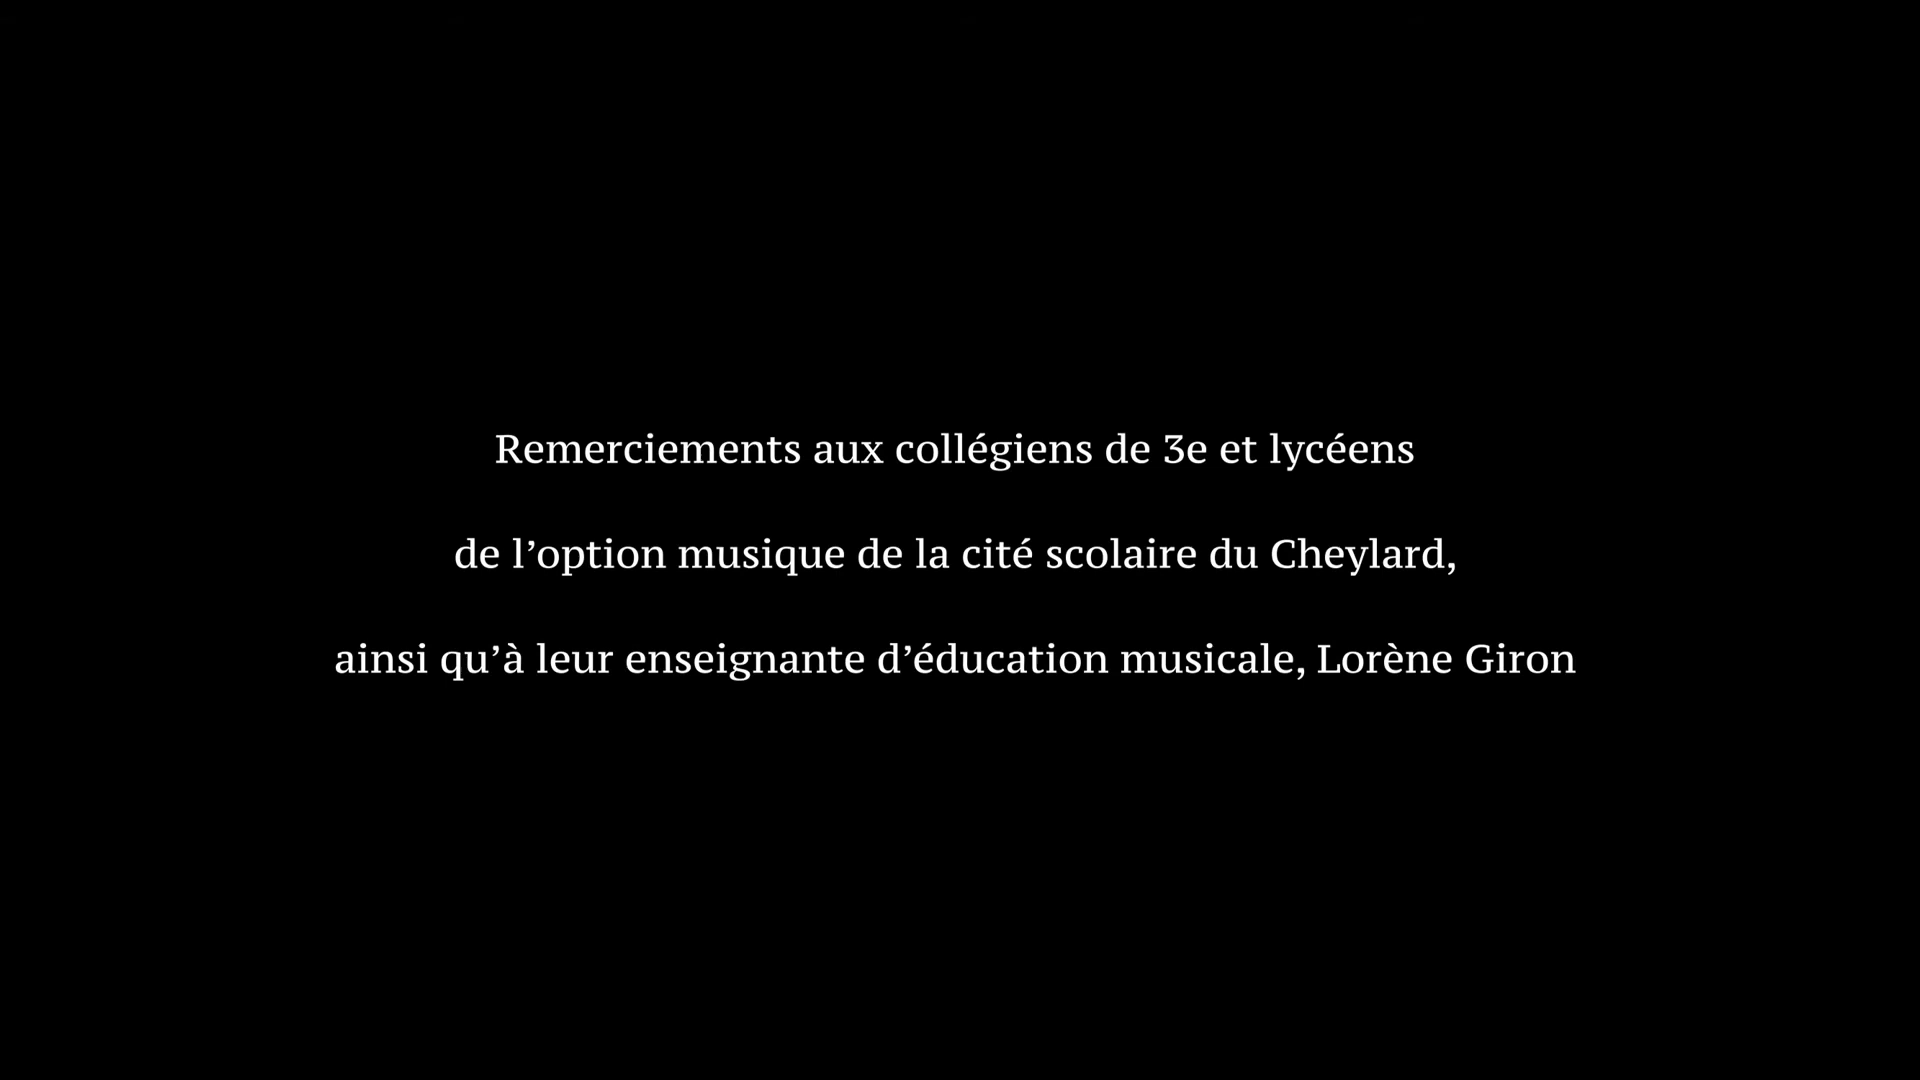 Remerciements aux collégiens de 3e et lycéens
de l’option musique de la cité scolaire du Cheylard,
ainsi qu’à leur enseignante d’éducation musicale, Lorène Giron